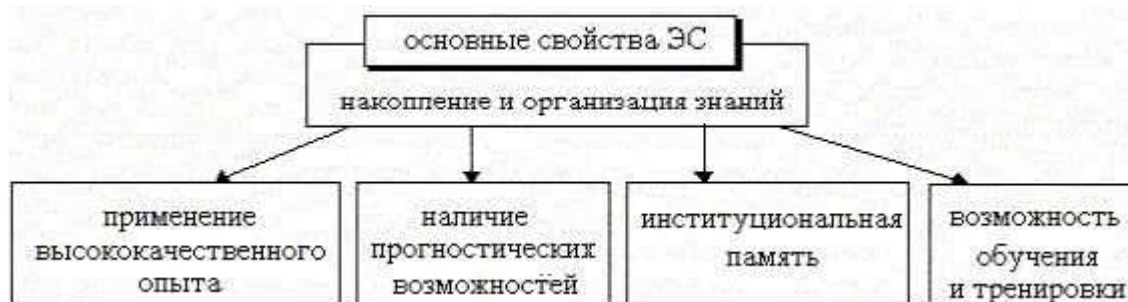 основные свойства ЭС
накопление и организация знаний
применение
высококачественного
опыта
наличие
прогностических
возможностей
институциональная
память
возможность
обучения
и тренировки